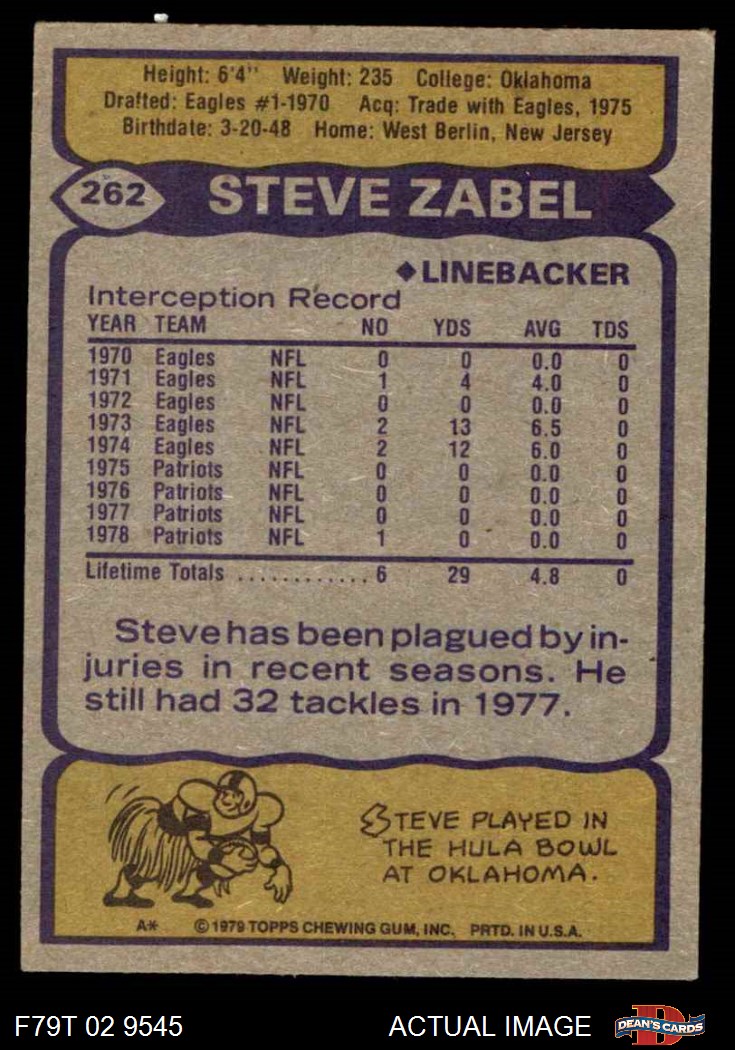 Height: 6'4" Weight: 235 College: Oklahoma
Drafted: Eagles #1-1970 Acq: Trade with Eagles, 1975
Birthdate: 3-20-48 Home: West Berlin, New Jersey
262 STEVE ZABEL
◆LINEBACKER
Interception Record
YEAR TEAM NO YDS AVG TDS
1970 Eagles NFL 0 0 0.0 0
1971 Eagles NFL 1 4 4.0 0
1972 Eagles NFL 0 0 0.0 0
1973 Eagles NFL 2 13 6.5 0
1974 Eagles NFL 2 12 6.0 0
1975 Patriots NFL 0 0 0.0 0
1976 Patriots NFL 0 0 0.0 0
1977 Patriots NFL 0 0 0.0 0
1978 Patriots NFL 1 0 0.0 0
Lifetime Totals ............ 6 29 4.8 0
Steve has been plagued by in-
juries in recent seasons. He
still had 32 tackles in 1977.
STEVE PLAYED IN
THE HULA BOWL
AT OKLAHOMA.
A* ©1979 TOPPS CHEWING GUM, INC. PRTD. IN U.S.A.
F79T 02 9545 ACTUAL IMAGE D DEAN'S CARDS